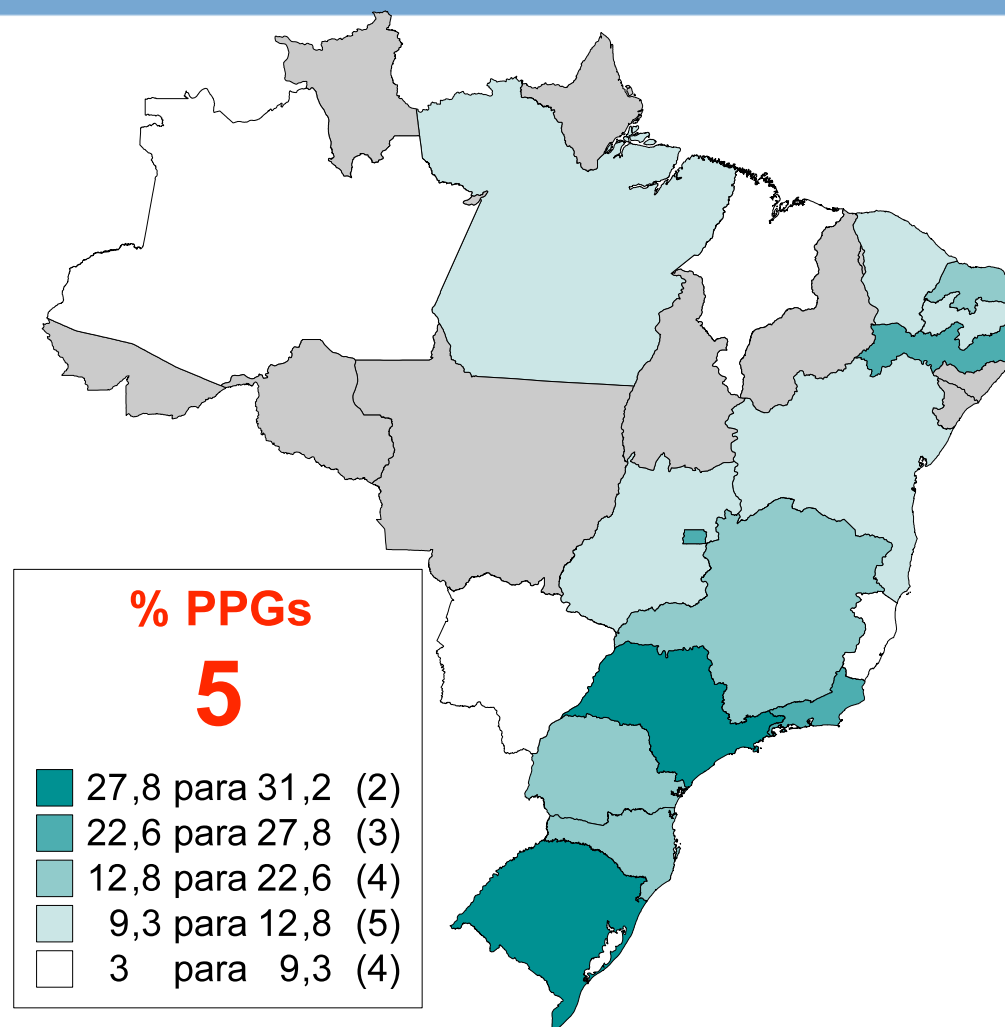 % PPGs
5
27,8 para 31,2 (2)
22,6 para 27,8 (3)
12,8 para 22,6 (4)
9,3 para 12,8 (5)
3 para 9,3 (4)